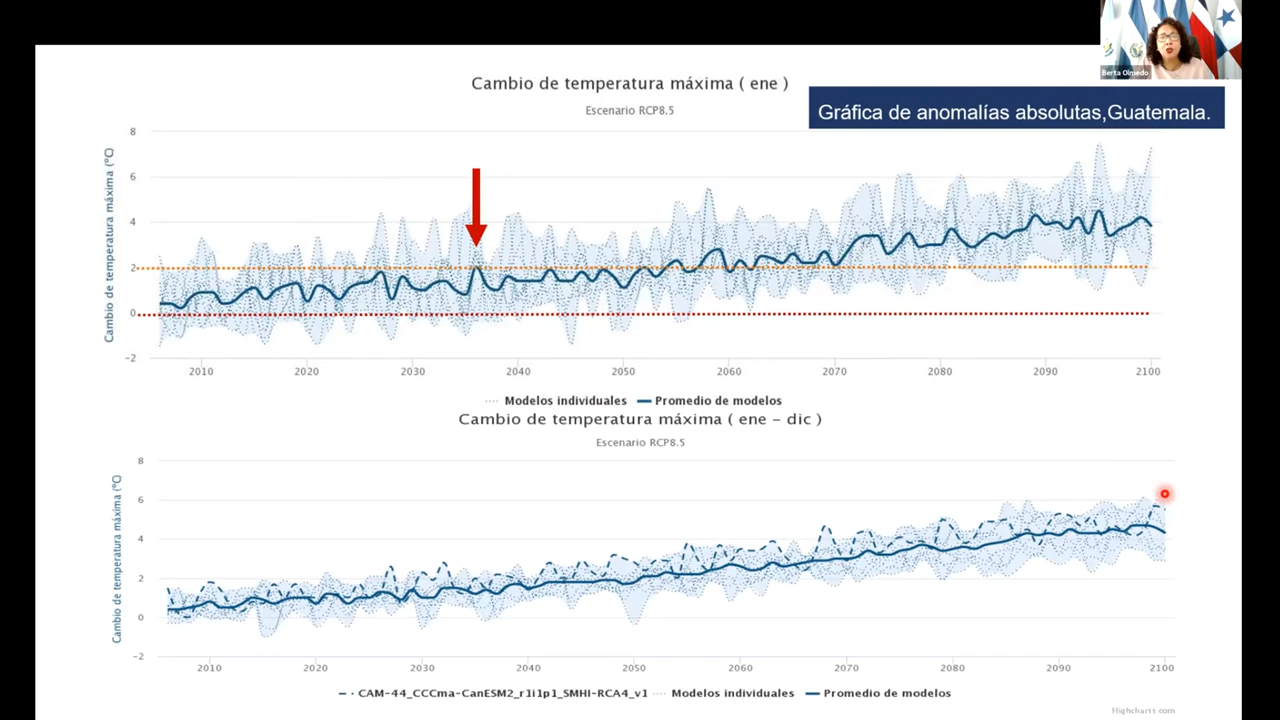 Berta Olmedo
Cambio de temperatura máxima ( ene )
Escenario RCP8.5
Gráfica de anomalías absolutas,Guatemala.
Cambio de temperatura máxima (°C)
8
6
4
2
0
−2
2010 2020 2030 2040 2050 2060 2070 2080 2090 2100
Modelos individuales Promedio de modelos
Cambio de temperatura máxima ( ene - dic )
Escenario RCP8.5
Cambio de temperatura máxima (°C)
8
6
4
2
0
−2
2010 2020 2030 2040 2050 2060 2070 2080 2090 2100
CAM-44_CCCma-CanESM2_r1i1p1_SMHI-RCA4_v1 Modelos individuales Promedio de modelos
Highcharts.com